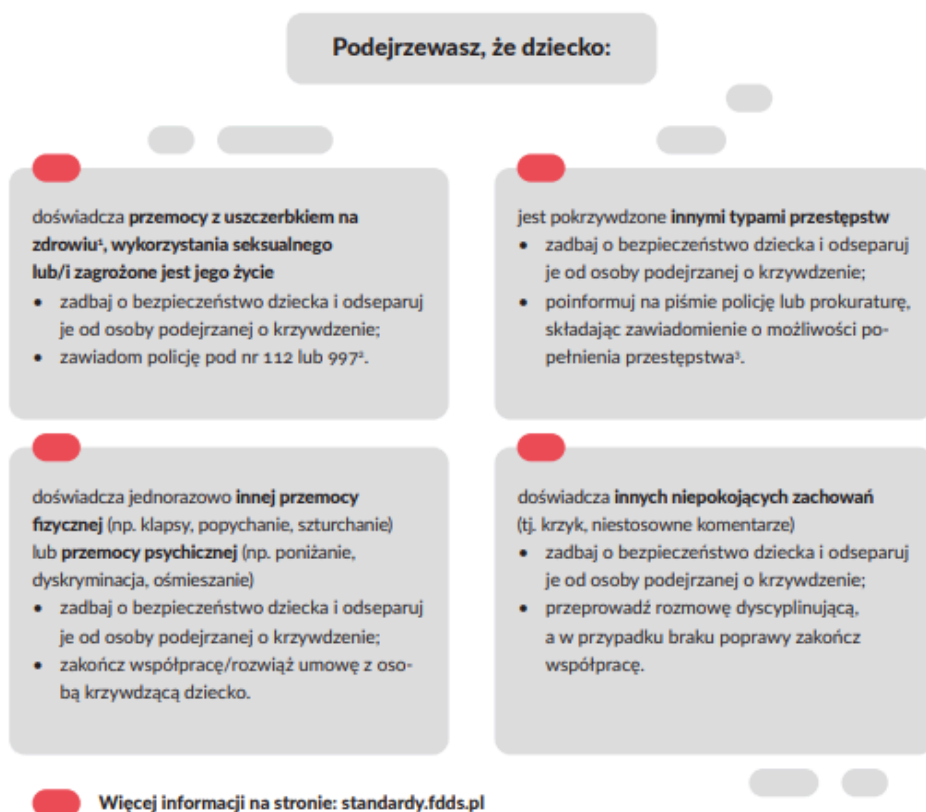 Podejrzewasz, że dziecko:
doświadcza przemocy z uszczerbkiem na
zdrowiu¹, wykorzystania seksualnego
lub/i zagrożone jest jego życie
• zadbaj o bezpieczeństwo dziecka i odseparuj
je od osoby podejrzanej o krzywdzenie;
• zawiadom policję pod nr 112 lub 997².
jest pokrzywdzone innymi typami przestępstw
• zadbaj o bezpieczeństwo dziecka i odseparuj
je od osoby podejrzanej o krzywdzenie;
• poinformuj na piśmie policję lub prokuraturę,
składając zawiadomienie o możliwości po-
pełnienia przestępstwa³.
doświadcza jednorazowo innej przemocy
fizycznej (np. klapsy, popychanie, szturchanie)
lub przemocy psychicznej (np. poniżanie,
dyskryminacja, ośmieszanie)
• zadbaj o bezpieczeństwo dziecka i odseparuj
je od osoby podejrzanej o krzywdzenie;
• zakończ współpracę/rozwiąż umowę z oso-
bą krzywdzącą dziecko.
doświadcza innych niepokojących zachowań
(tj. krzyk, niestosowne komentarze)
• zadbaj o bezpieczeństwo dziecka i odseparuj
je od osoby podejrzanej o krzywdzenie;
• przeprowadź rozmowę dyscyplinującą,
a w przypadku braku poprawy zakończ
współpracę.
Więcej informacji na stronie: standardy.fdds.pl